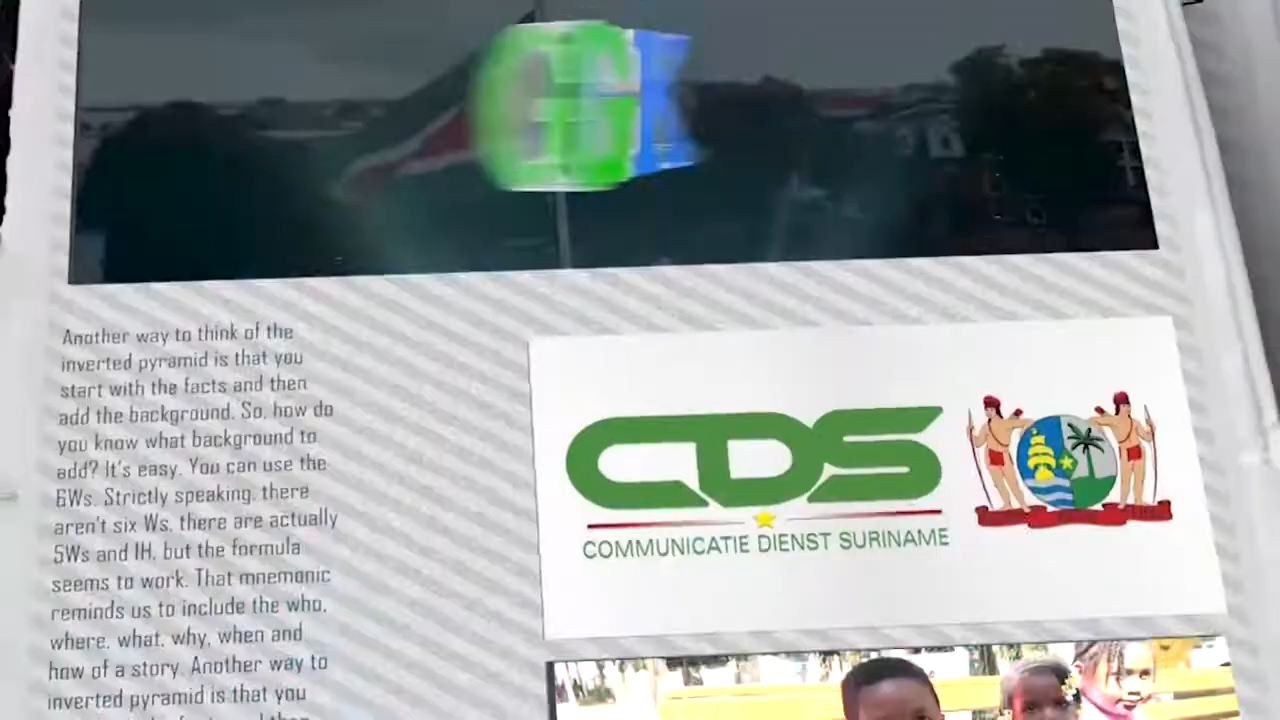 Another way to think of the
inverted pyramid is that you
start with the facts and then
add the background. So, how do
you know what background to
add? It's easy. You can use the
6Ws. Strictly speaking, there
aren't six Ws, there are actually
5Ws and 1H, but the formula
seems to work. That mnemonic
reminds us to include the who,
where, what, why, when and
how of a story. Another way to
inverted pyramid is that you
CDS
COMMUNICATIE DIENST SURINAME